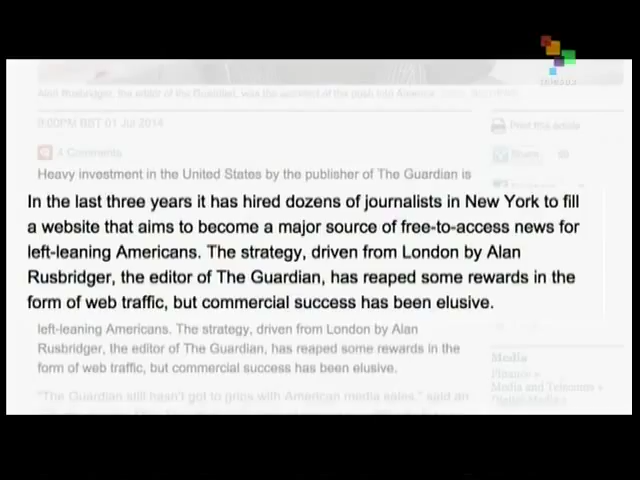 Alan Rusbridger, the editor of the Guardian, was the architect of the push into America
9:00PM BST 01 Jul 2014
Print this article
4 Comments
Share
Heavy investment in the United States by the publisher of The Guardian is
In the last three years it has hired dozens of journalists in New York to fill
a website that aims to become a major source of free-to-access news for
left-leaning Americans. The strategy, driven from London by Alan
Rusbridger, the editor of The Guardian, has reaped some rewards in the
form of web traffic, but commercial success has been elusive.
left-leaning Americans. The strategy, driven from London by Alan
Rusbridger, the editor of The Guardian, has reaped some rewards in the
form of web traffic, but commercial success has been elusive.
Media
Finance »
Media and Telecoms »
Digital Media »
"The Guardian still hasn't got to grips with American media sales," said an